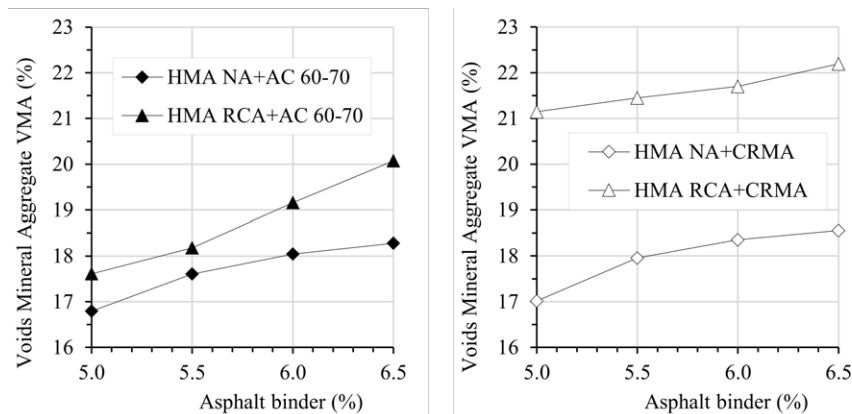 Voids Mineral Aggregate VMA (%)
23
22
21
20
19
18
17
16
HMA NA+AC 60-70
HMA RCA+AC 60-70
5.0 5.5 6.0 6.5
Asphalt binder (%)
Voids Mineral Aggregate VMA (%)
23
22
21
20
19
18
17
16
HMA NA+CRMA
HMA RCA+CRMA
5.0 5.5 6.0 6.5
Asphalt binder (%)